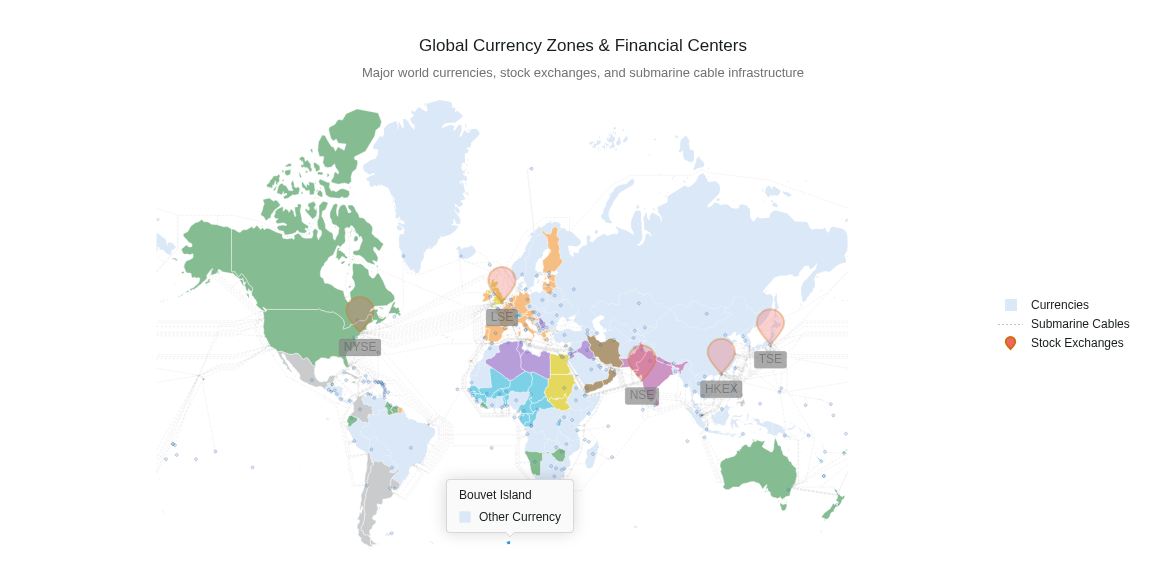 Global Currency Zones & Financial Centers
Major world currencies, stock exchanges, and submarine cable infrastructure
LSE
NYSE
TSE
HKEX
NSE
Bouvet Island
Other Currency
Currencies
Submarine Cables
Stock Exchanges